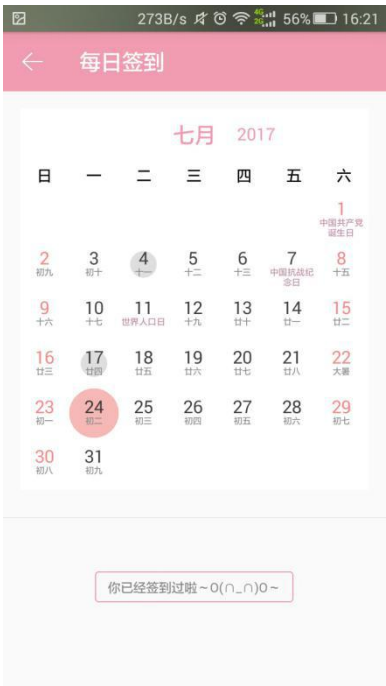 273B/s 4G 2G 56% 16:21
每日签到
七月 2017
日 一 二 三 四 五 六
1
中国共产党
诞生日
2 3 4 5 6 7 8
初九 初十 十一 十二 十三 中国抗战纪 十五
念日
9 10 11 12 13 14 15
十六 十七 世界人口日 十九 廿十 廿一 廿二
16 17 18 19 20 21 22
廿三 廿四 廿五 廿六 廿七 廿八 大暑
23 24 25 26 27 28 29
初一 初二 初三 初四 初五 初六 初七
30 31
初八 初九
你已经签到过啦~O(∩_∩)O~